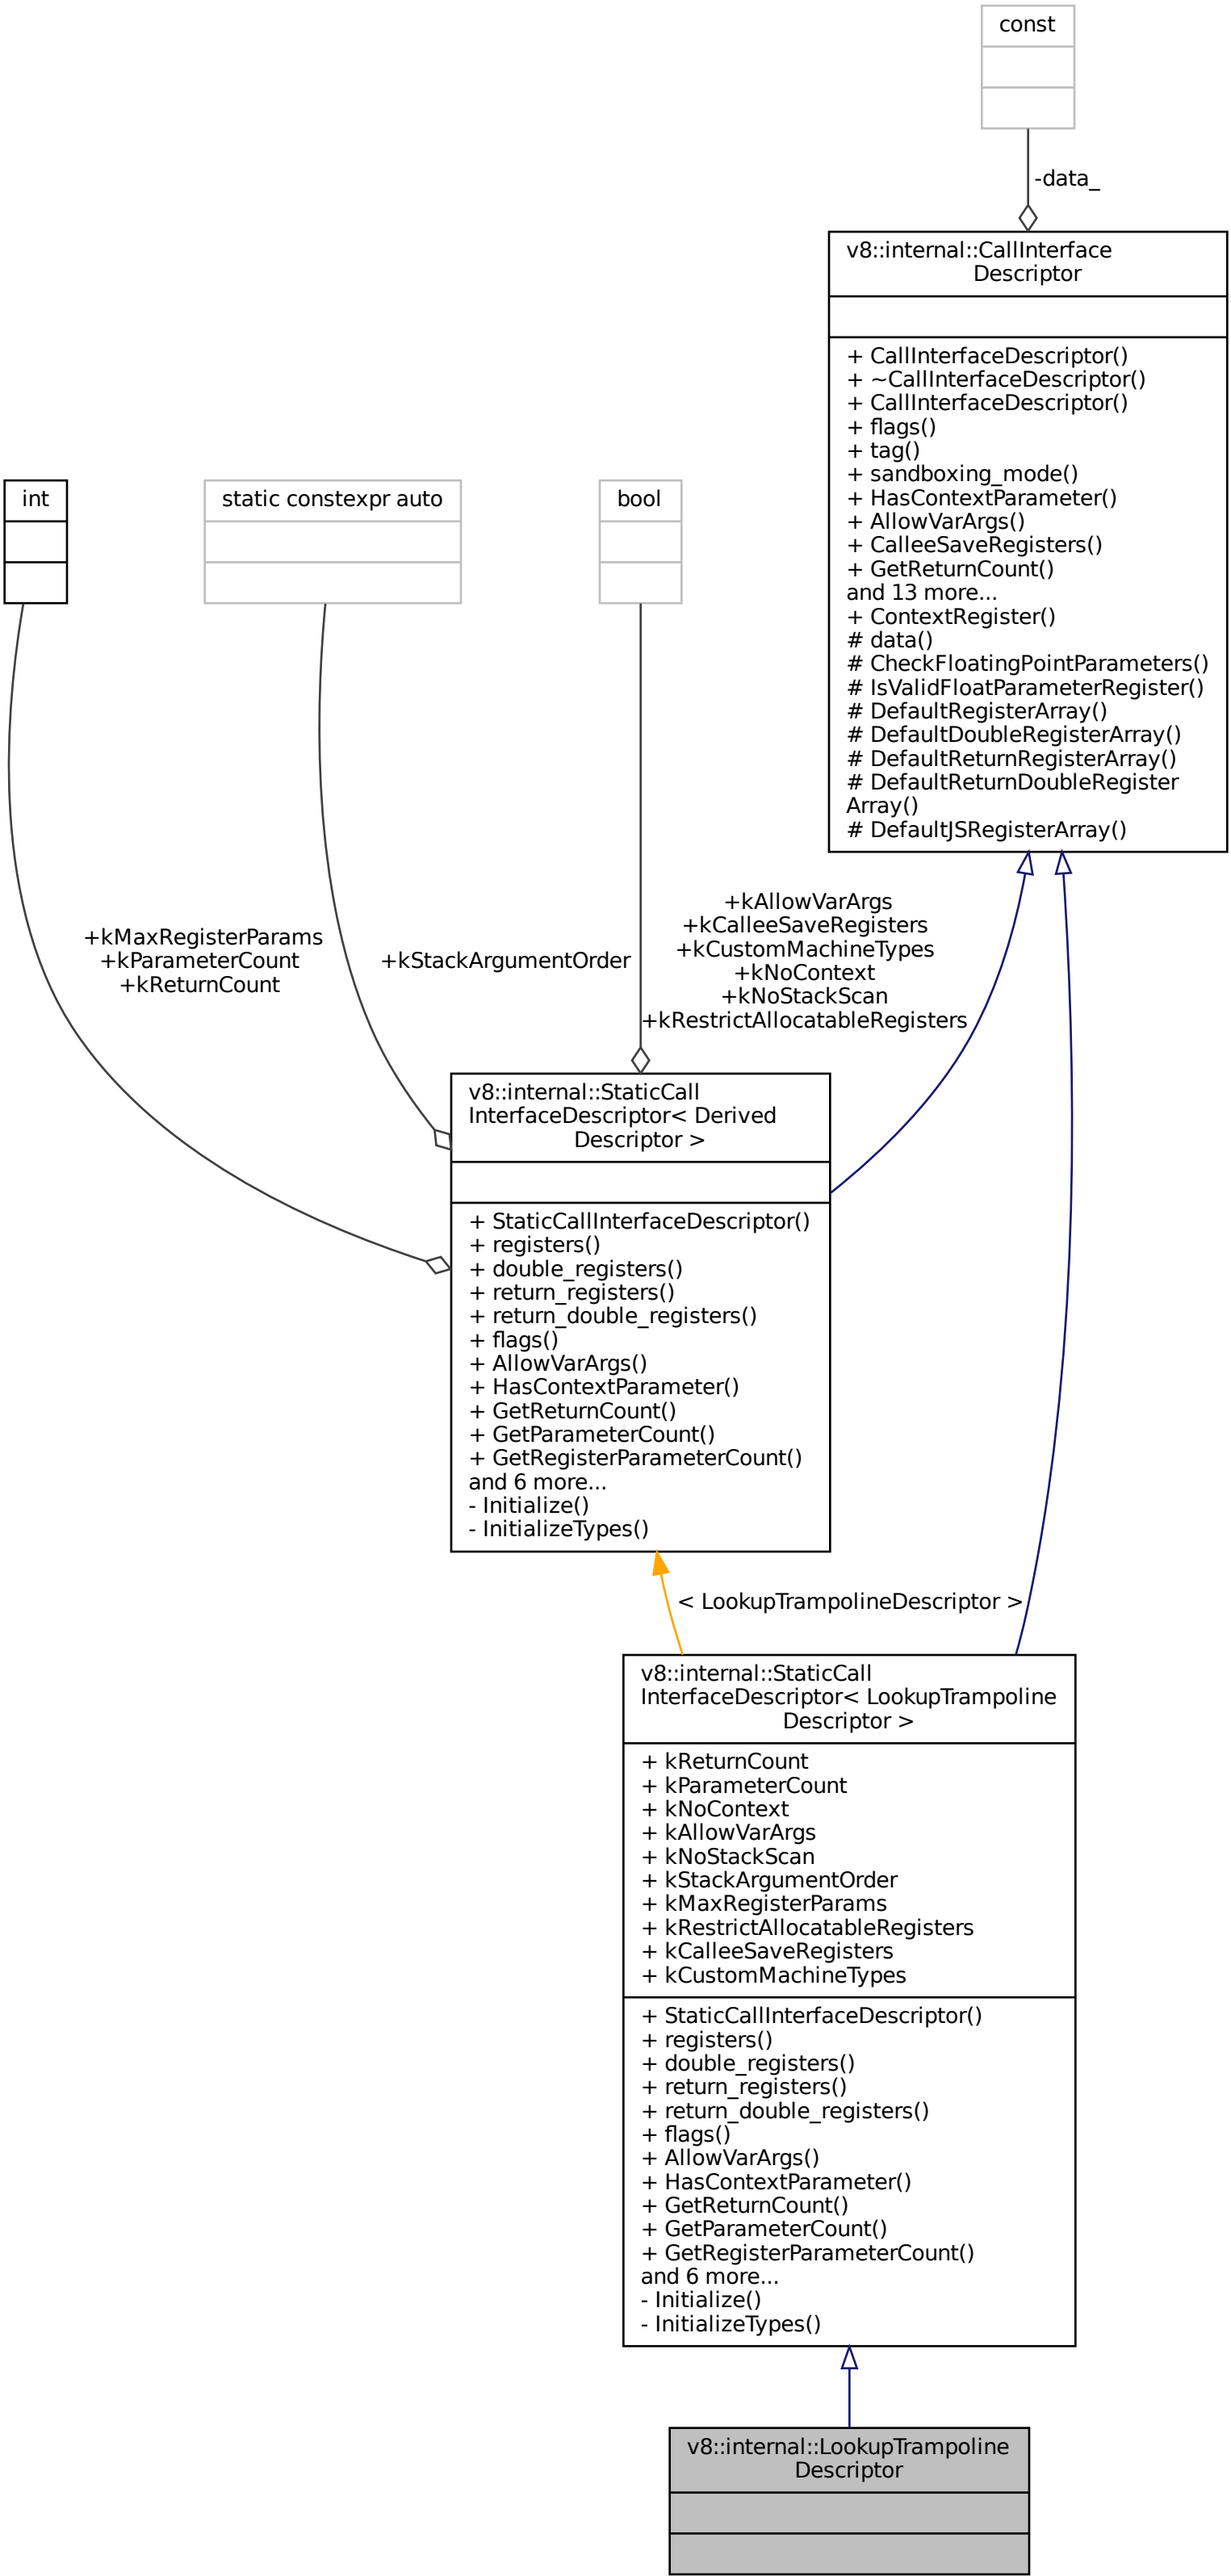 const
-data_
v8::internal::CallInterface
Descriptor
+ CallInterfaceDescriptor()
+ ~CallInterfaceDescriptor()
+ CallInterfaceDescriptor()
+ flags()
+ tag()
+ sandboxing_mode()
+ HasContextParameter()
+ AllowVarArgs()
+ CalleeSaveRegisters()
+ GetReturnCount()
and 13 more...
+ ContextRegister()
# data()
# CheckFloatingPointParameters()
# IsValidFloatParameterRegister()
# DefaultRegisterArray()
# DefaultDoubleRegisterArray()
# DefaultReturnRegisterArray()
# DefaultReturnDoubleRegister
Array()
# DefaultJSRegisterArray()
int
static constexpr auto
bool
+kMaxRegisterParams
+kParameterCount
+kReturnCount
+kStackArgumentOrder
+kAllowVarArgs
+kCalleeSaveRegisters
+kCustomMachineTypes
+kNoContext
+kNoStackScan
+kRestrictAllocatableRegisters
v8::internal::StaticCall
InterfaceDescriptor< Derived
Descriptor >
+ StaticCallInterfaceDescriptor()
+ registers()
+ double_registers()
+ return_registers()
+ return_double_registers()
+ flags()
+ AllowVarArgs()
+ HasContextParameter()
+ GetReturnCount()
+ GetParameterCount()
+ GetRegisterParameterCount()
and 6 more...
- Initialize()
- InitializeTypes()
< LookupTrampolineDescriptor >
v8::internal::StaticCall
InterfaceDescriptor< LookupTrampoline
Descriptor >
+ kReturnCount
+ kParameterCount
+ kNoContext
+ kAllowVarArgs
+ kNoStackScan
+ kStackArgumentOrder
+ kMaxRegisterParams
+ kRestrictAllocatableRegisters
+ kCalleeSaveRegisters
+ kCustomMachineTypes
+ StaticCallInterfaceDescriptor()
+ registers()
+ double_registers()
+ return_registers()
+ return_double_registers()
+ flags()
+ AllowVarArgs()
+ HasContextParameter()
+ GetReturnCount()
+ GetParameterCount()
+ GetRegisterParameterCount()
and 6 more...
- Initialize()
- InitializeTypes()
v8::internal::LookupTrampoline
Descriptor